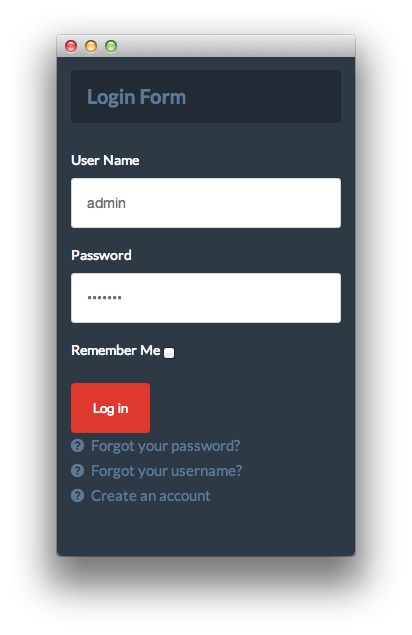 Login Form
User Name
admin
Password
•••••••
Remember Me
Log in
Forgot your password?
Forgot your username?
Create an account